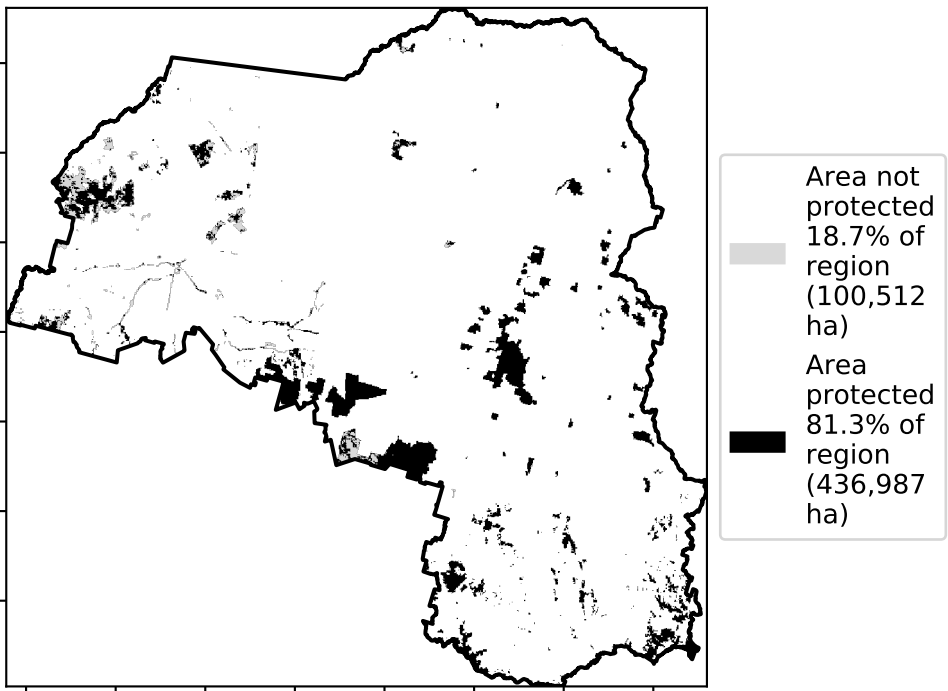 Area not
protected
18.7% of
region
(100,512
ha)
Area
protected
81.3% of
region
(436,987
ha)